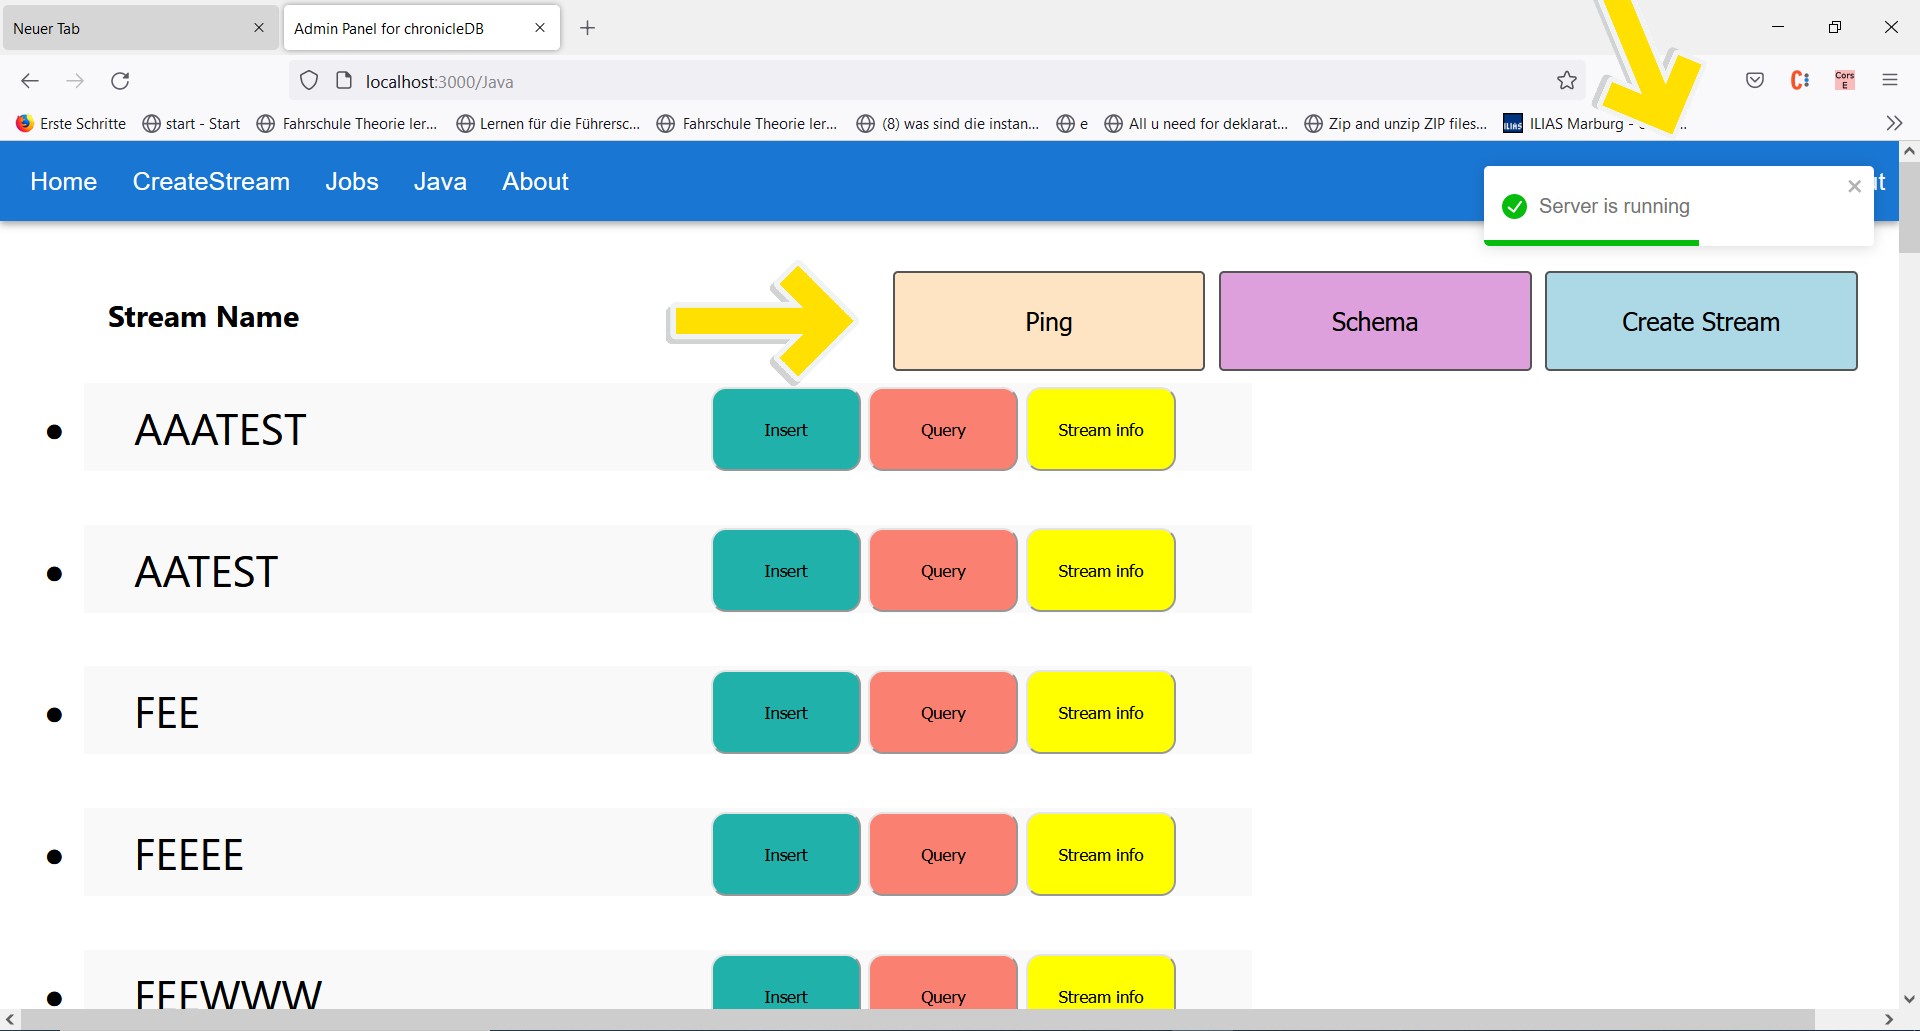 Neuer Tab
Admin Panel for chronicleDB
localhost:3000/Java
Cors
E
Erste Schritte
start - Start
Fahrschule Theorie ler...
Lernen für die Führersc...
Fahrschule Theorie ler...
(8) was sind die instan...
e
All u need for deklarat...
Zip and unzip ZIP files...
ILIAS
ILIAS Marburg -
Home CreateStream Jobs Java About
Server is running
Stream Name
Ping
Schema
Create Stream
AAATEST Insert Query Stream info
AATEST Insert Query Stream info
FEE Insert Query Stream info
FEEEE Insert Query Stream info
FEEWWW Insert Query Stream info